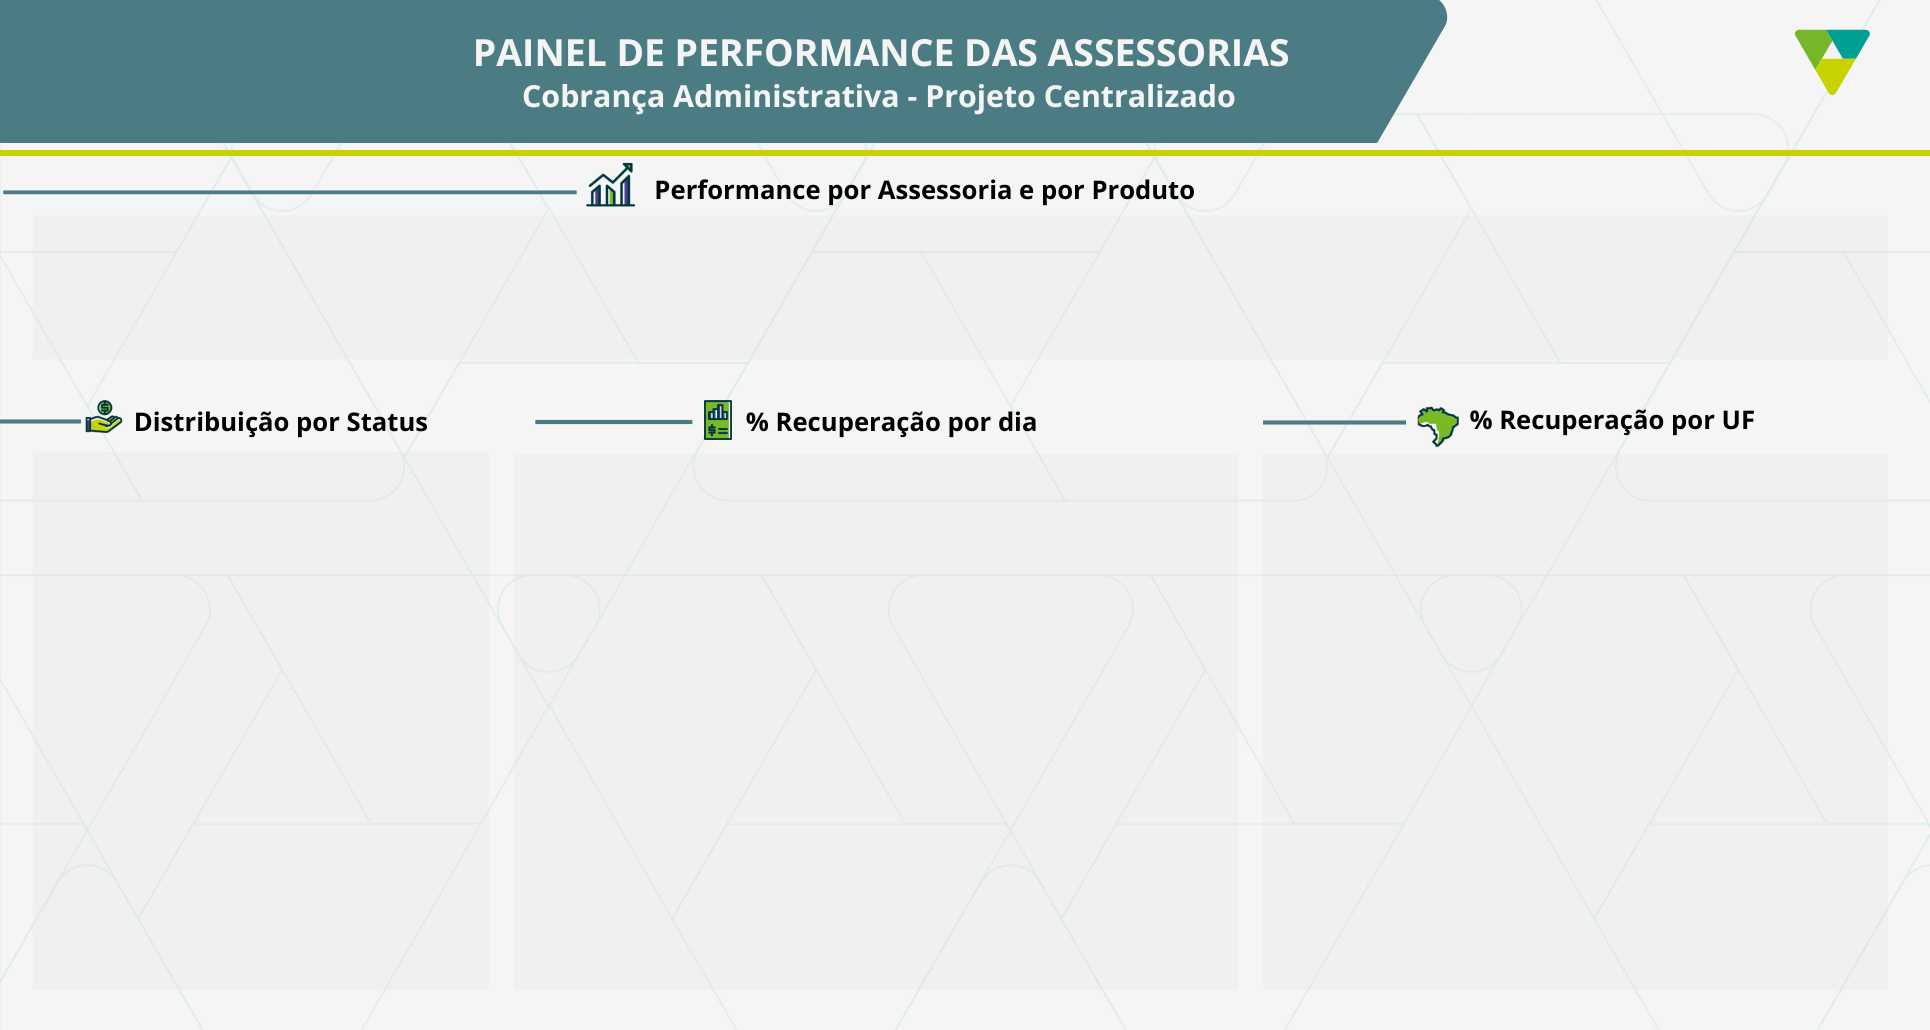 PAINEL DE PERFORMANCE DAS ASSESSORIAS
Cobrança Administrativa - Projeto Centralizado
Performance por Assessoria e por Produto
Distribuição por Status
% Recuperação por dia
% Recuperação por UF